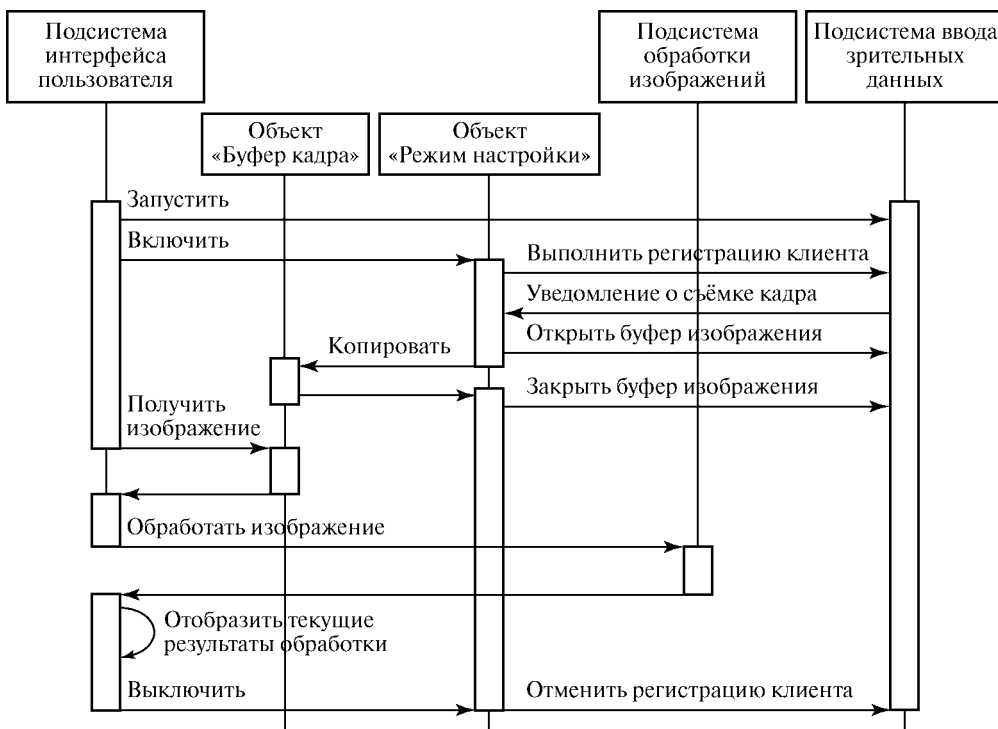 Подсистема
интерфейса
пользователя
Подсистема
обработки
изображений
Подсистема ввода
зрительных
данных
Объект
«Буфер кадра»
Объект
«Режим настройки»
Запустить
Включить
Выполнить регистрацию клиента
Уведомление о съёмке кадра
Копировать
Открыть буфер изображения
Закрыть буфер изображения
Получить
изображение
Обработать изображение
Отобразить текущие
результаты обработки
Выключить
Отменить регистрацию клиента